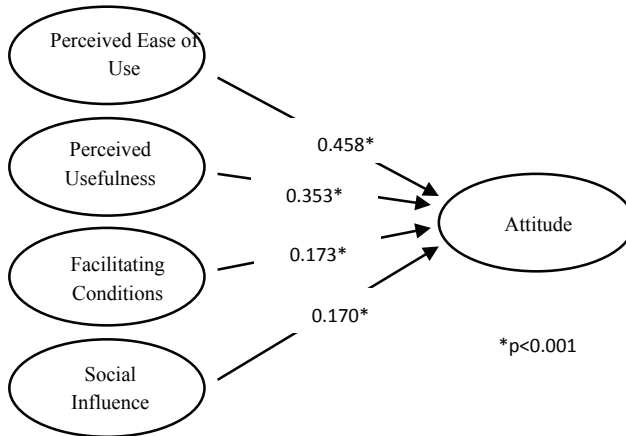 Perceived Ease of
Use
0.458*
Perceived
Usefulness
0.353*
Attitude
Facilitating
Conditions
0.173*
0.170*
*p<0.001
Social
Influence